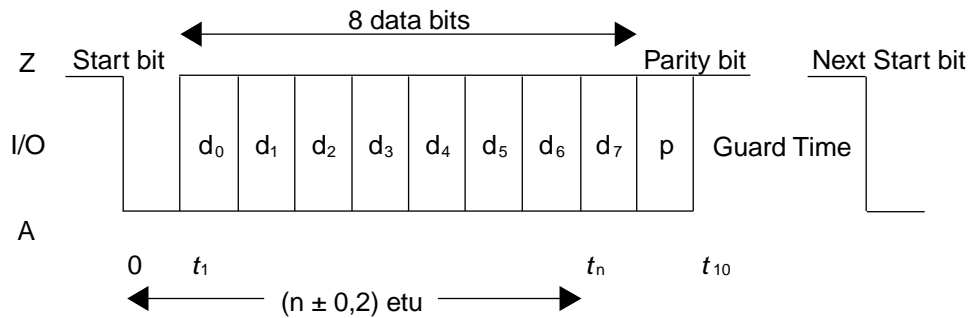 8 data bits
Z Start bit Parity bit Next Start bit
I/O d0 d1 d2 d3 d4 d5 d6 d7 p Guard Time
A
0 t1 tn t10
(n ± 0,2) etu